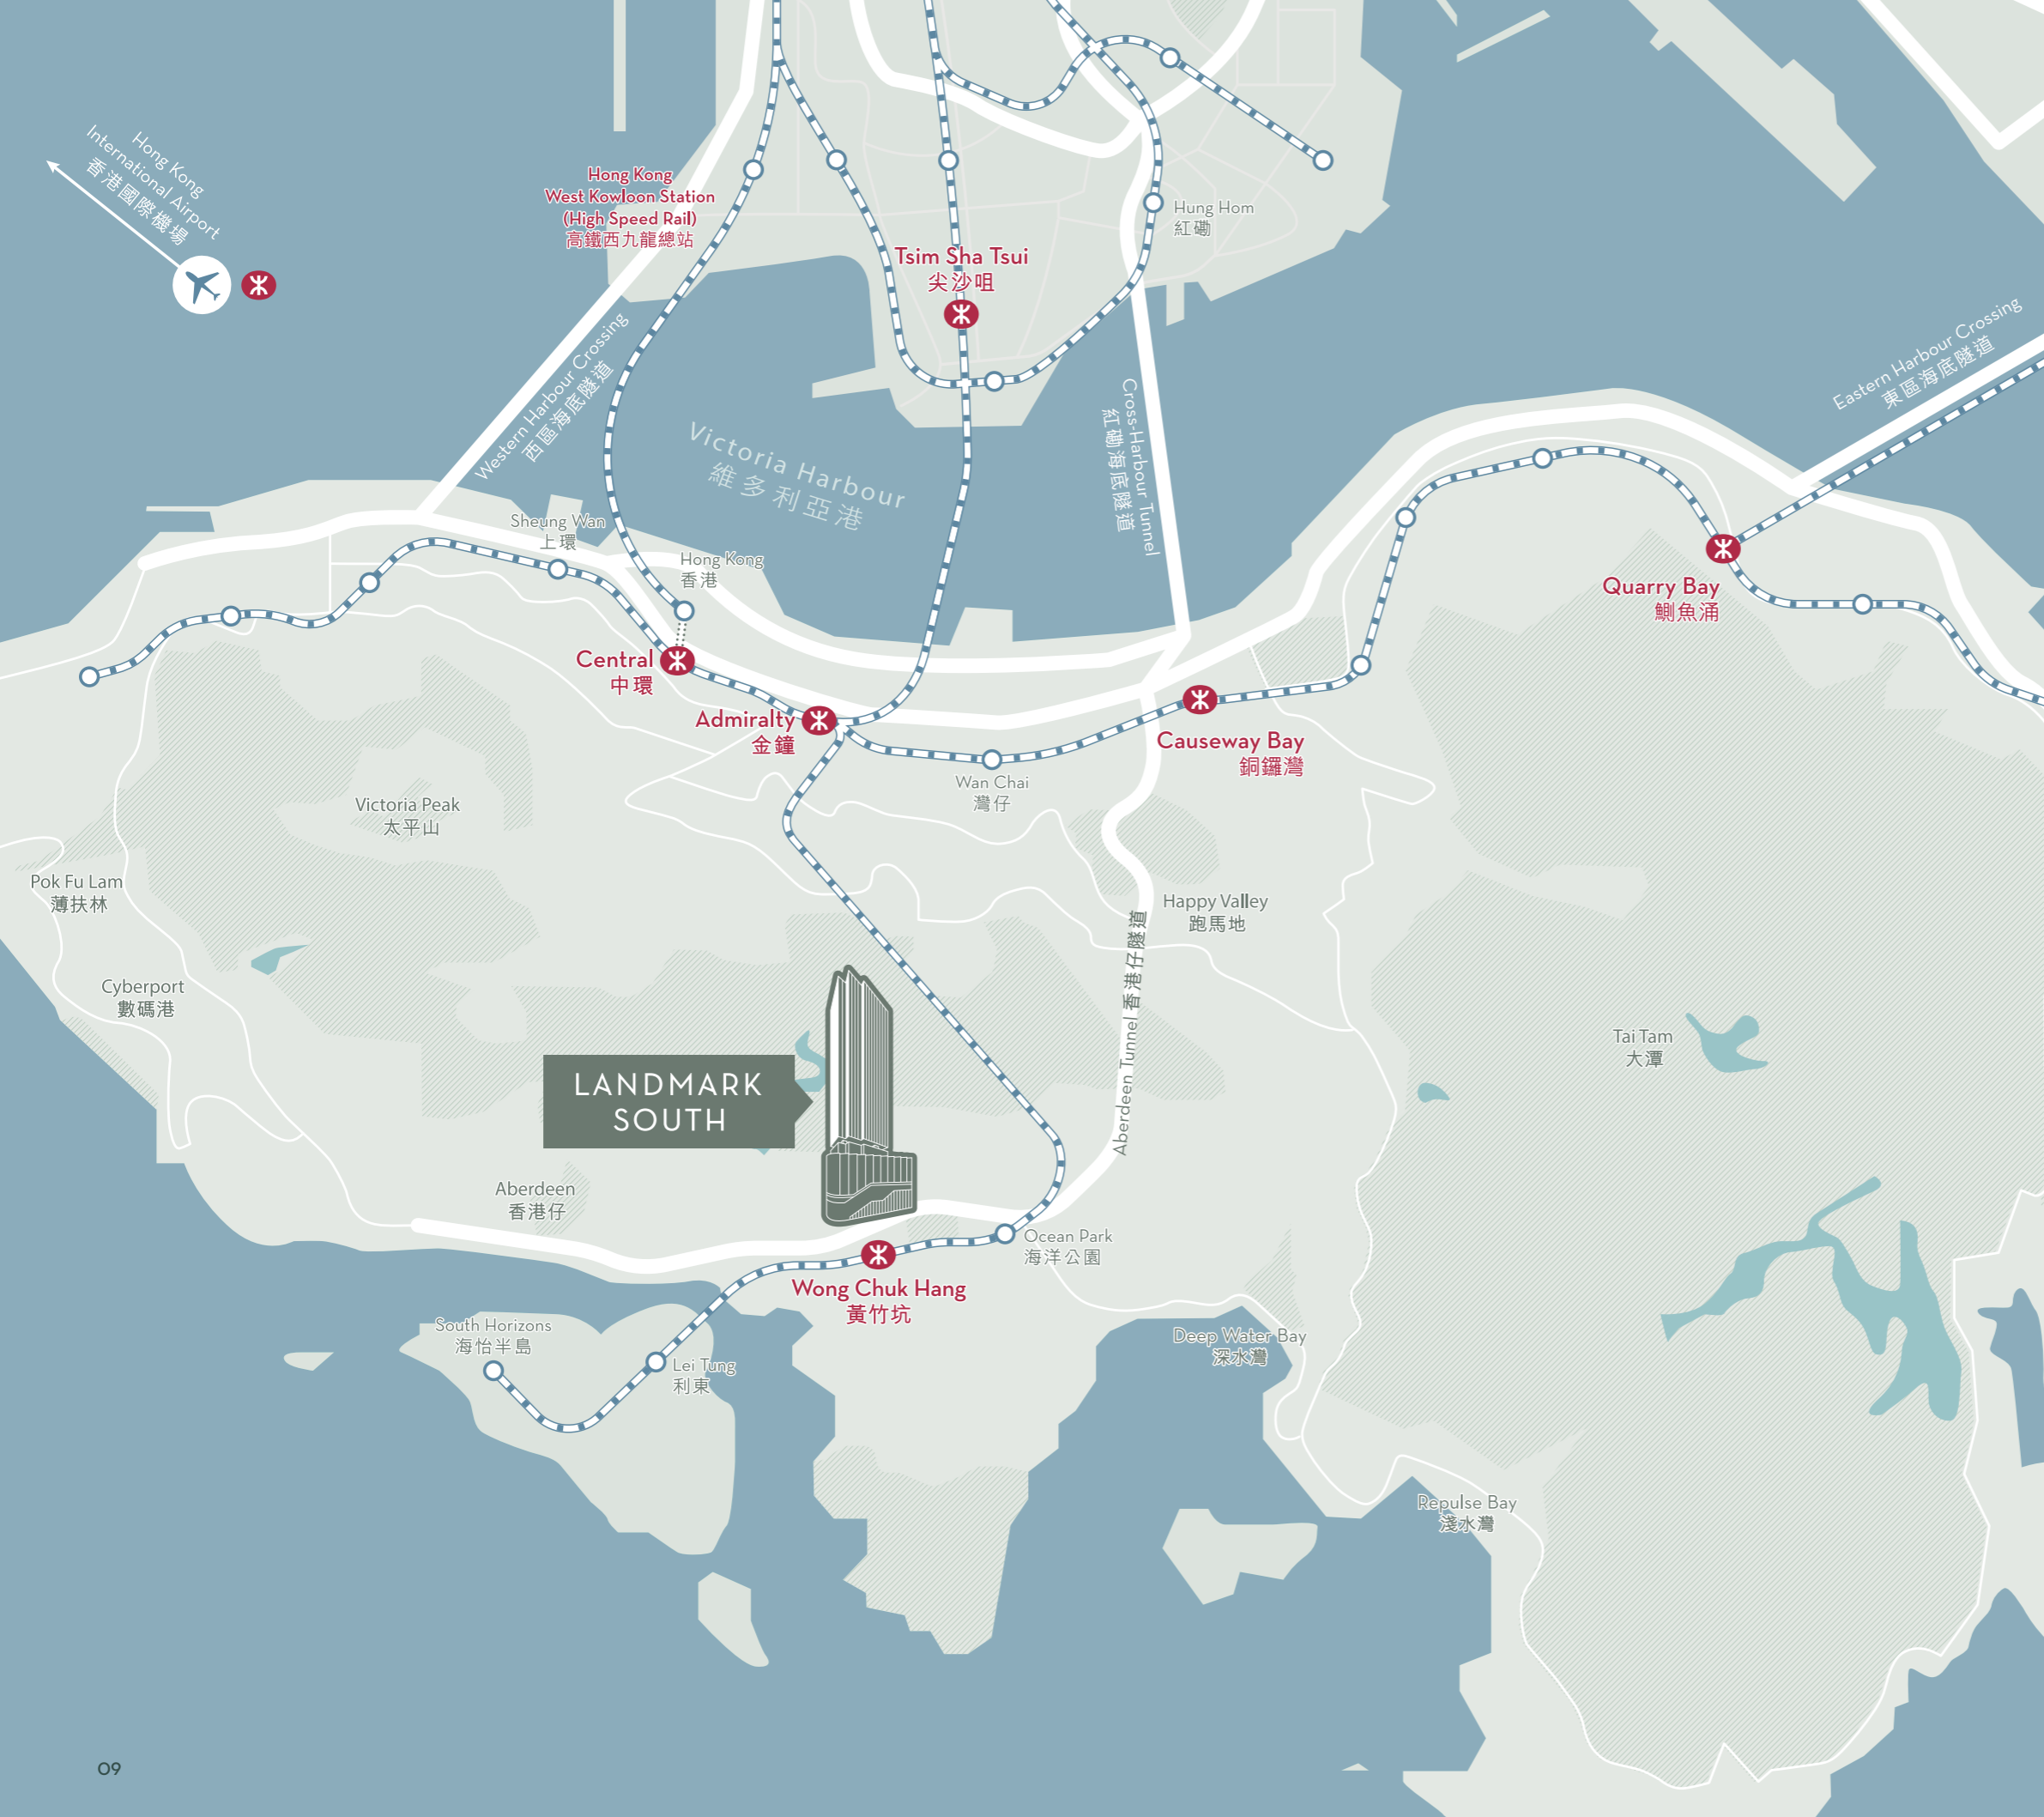 Hong Kong
International Airport
香港國際機場
Hong Kong
West Kowloon Station
(High Speed Rail)
高鐵西九龍總站
Hung Hom
紅磡
Tsim Sha Tsui
尖沙咀
Western Harbour Crossing
西區海底隧道
Victoria Harbour
維多利亞港
Cross-Harbour Tunnel
紅磡海底隧道
Eastern Harbour Crossing
東區海底隧道
Sheung Wan
上環
Hong Kong
香港
Quarry Bay
鰂魚涌
Central
中環
Admiralty
金鐘
Causeway Bay
銅鑼灣
Wan Chai
灣仔
Victoria Peak
太平山
Pok Fu Lam
薄扶林
Happy Valley
跑馬地
Cyberport
數碼港
Aberdeen Tunnel 香港仔隧道
Tai Tam
大潭
LANDMARK
SOUTH
Aberdeen
香港仔
Ocean Park
海洋公園
Wong Chuk Hang
黃竹坑
South Horizons
海怡半島
Lei Tung
利東
Deep Water Bay
深水灣
Repulse Bay
淺水灣
09